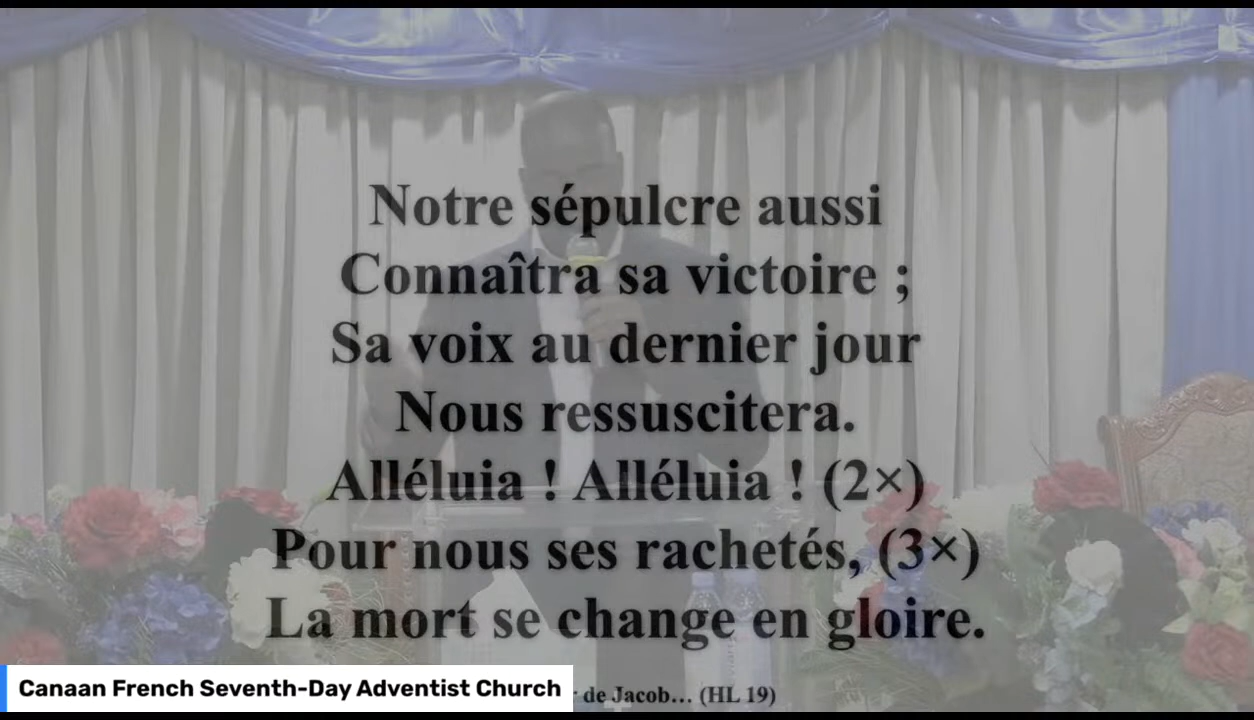 Notre sépulcre aussi
Connaîtra sa victoire ;
Sa voix au dernier jour
Nous ressuscitera.
Alléluia ! Alléluia ! (2×)
Pour nous ses rachetés, (3×)
La mort se change en gloire.
Canaan French Seventh-Day Adventist Church
de Jacob... (HL 19)